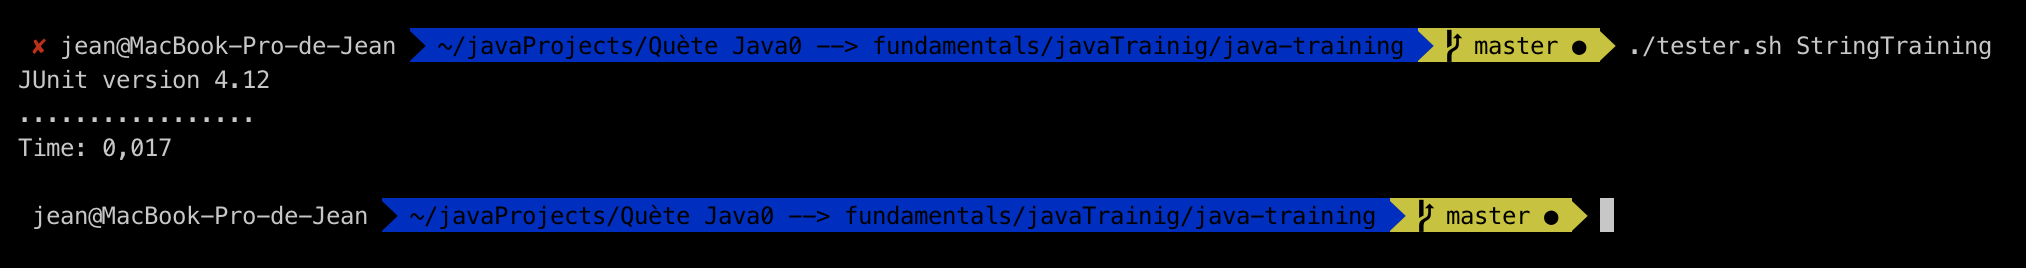 ✘ jean@MacBook-Pro-de-Jean ~/javaProjects/Quète Java0 --> fundamentals/javaTrainig/java-training master ● ./tester.sh StringTraining
JUnit version 4.12
.................
Time: 0,017
jean@MacBook-Pro-de-Jean ~/javaProjects/Quète Java0 --> fundamentals/javaTrainig/java-training master ●